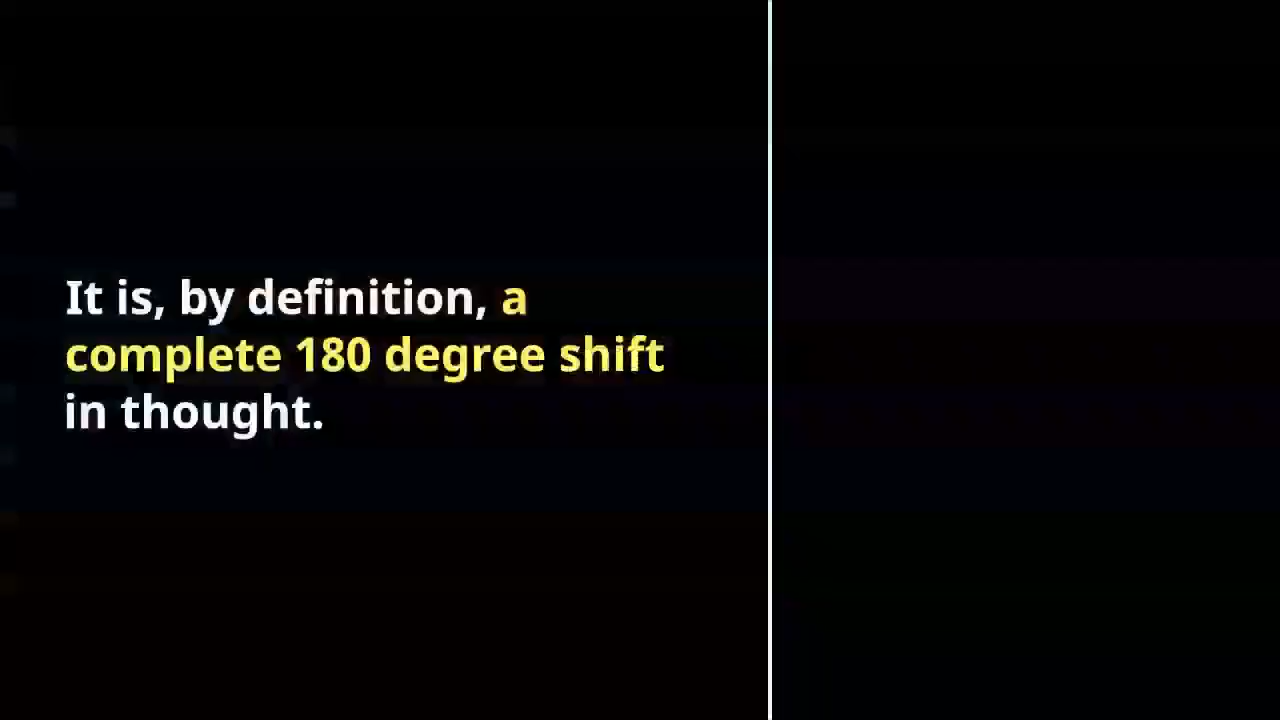 It is, by definition, a
complete 180 degree shift
in thought.